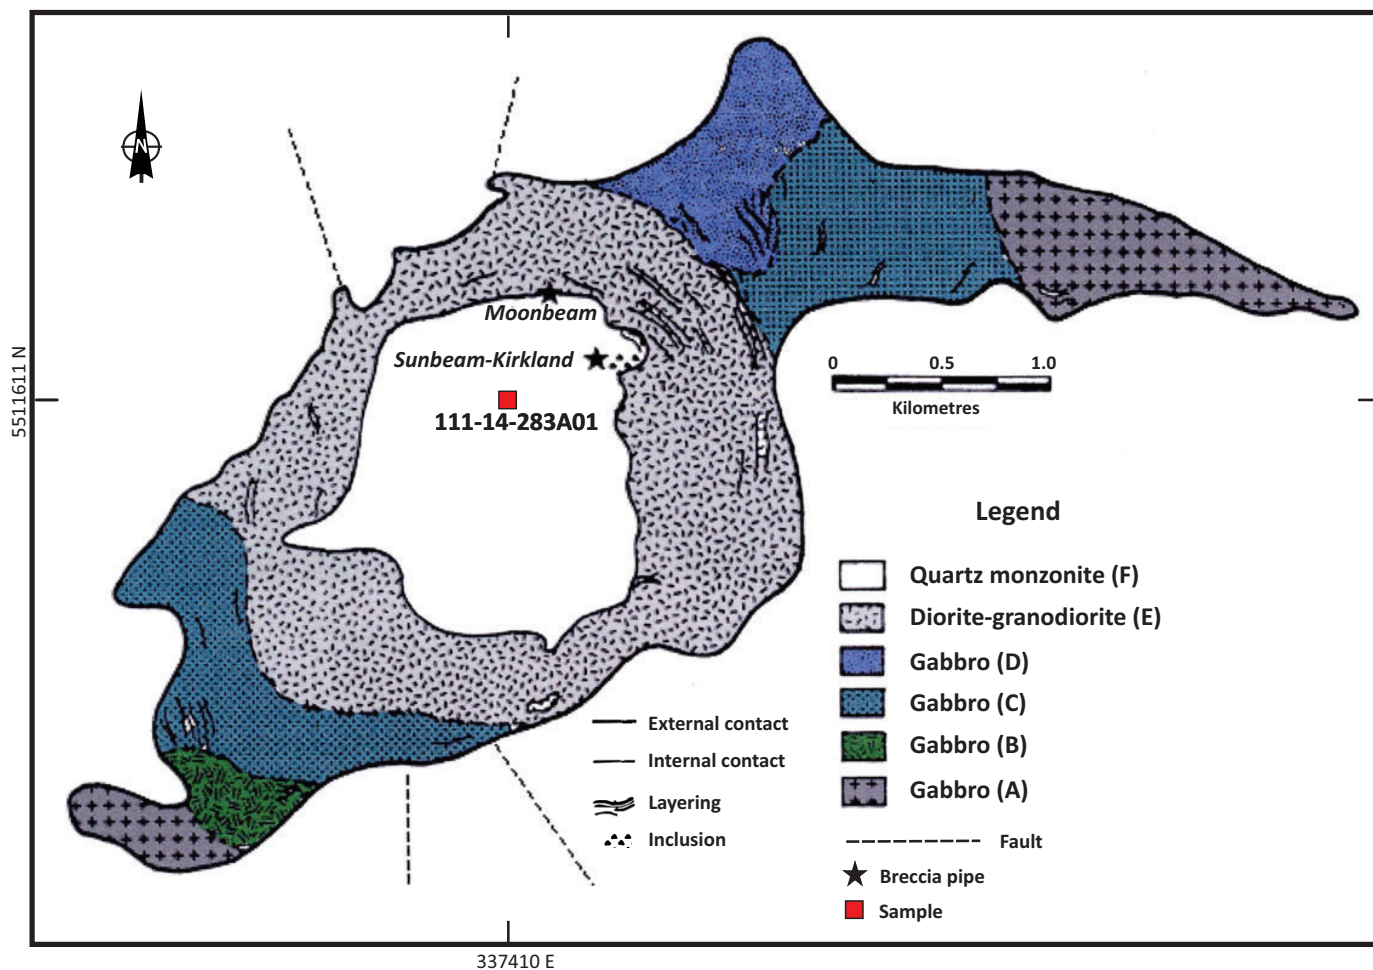 N
Moonbeam
Sunbeam-Kirkland
111-14-283A01
0 0.5 1.0
Kilometres
5511611 N
Legend
Quartz monzonite (F)
Diorite-granodiorite (E)
Gabbro (D)
Gabbro (C)
Gabbro (B)
Gabbro (A)
External contact
Internal contact
Layering
Inclusion
Fault
Breccia pipe
Sample
337410 E